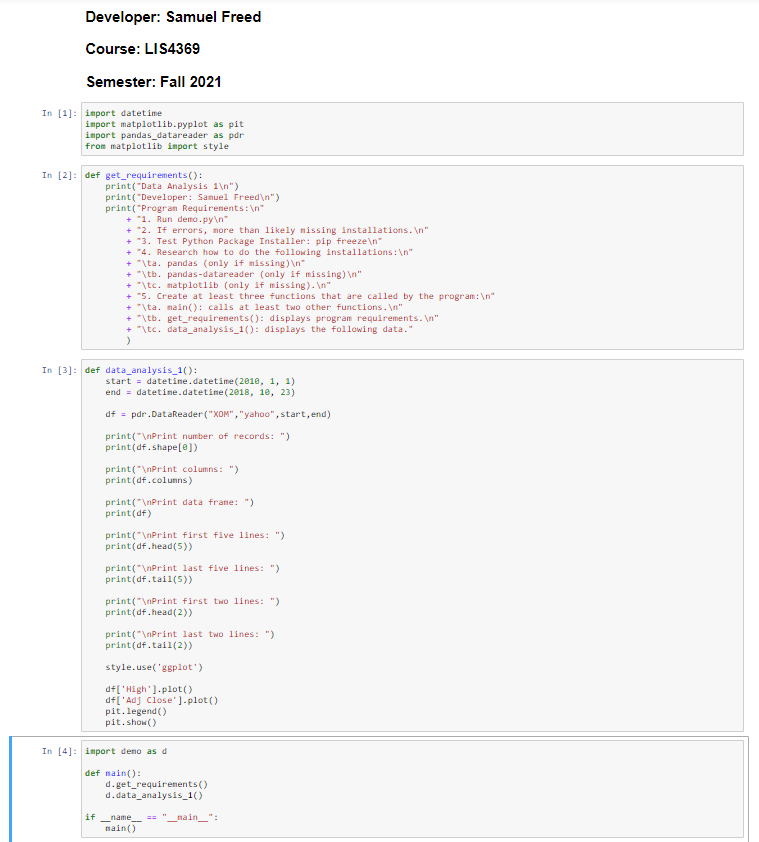 Developer: Samuel Freed
Course: LIS4369
Semester: Fall 2021
In [1]: import datetime
import matplotlib.pyplot as pit
import pandas_datareader as pdr
from matplotlib import style
In [2]: def get_requirements():
    print("Data Analysis 1\n")
    print("Developer: Samuel Freed\n")
    print("Program Requirements:\n"
        + "1. Run demo.py\n"
        + "2. If errors, more than likely missing installations.\n"
        + "3. Test Python Package Installer: pip freeze\n"
        + "4. Research how to do the following installations:\n"
        + "\ta. pandas (only if missing)\n"
        + "\tb. pandas-datareader (only if missing)\n"
        + "\tc. matplotlib (only if missing).\n"
        + "5. Create at least three functions that are called by the program:\n"
        + "\ta. main(): calls at least two other functions.\n"
        + "\tb. get_requirements(): displays program requirements.\n"
        + "\tc. data_analysis_1(): displays the following data."
        )
In [3]: def data_analysis_1():
    start = datetime.datetime(2010, 1, 1)
    end = datetime.datetime(2018, 10, 23)
    df = pdr.DataReader("XOM","yahoo",start,end)
    print("\nPrint number of records: ")
    print(df.shape[0])
    print("\nPrint columns: ")
    print(df.columns)
    print("\nPrint data frame: ")
    print(df)
    print("\nPrint first five lines: ")
    print(df.head(5))
    print("\nPrint last five lines: ")
    print(df.tail(5))
    print("\nPrint first two lines: ")
    print(df.head(2))
    print("\nPrint last two lines: ")
    print(df.tail(2))
    style.use('ggplot')
    df['High'].plot()
    df['Adj Close'].plot()
    pit.legend()
    pit.show()
In [4]: import demo as d
def main():
    d.get_requirements()
    d.data_analysis_1()
if __name__ == "__main__":
    main()